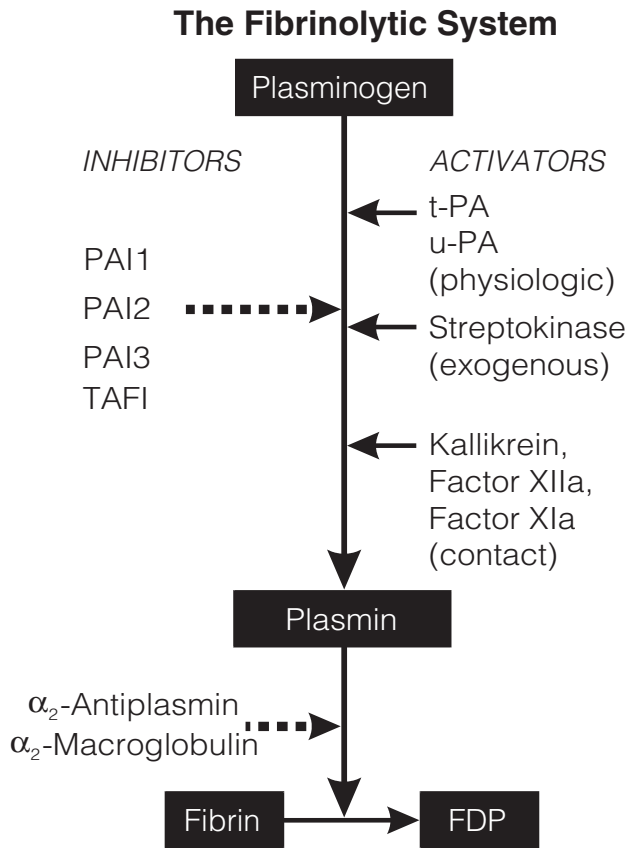 The Fibrinolytic System
Plasminogen
INHIBITORS
ACTIVATORS
PAI1
PAI2
PAI3
TAFI
t-PA
u-PA
(physiologic)
Streptokinase
(exogenous)
Kallikrein,
Factor XIIa,
Factor XIa
(contact)
Plasmin
α₂-Antiplasmin
α₂-Macroglobulin
Fibrin
FDP